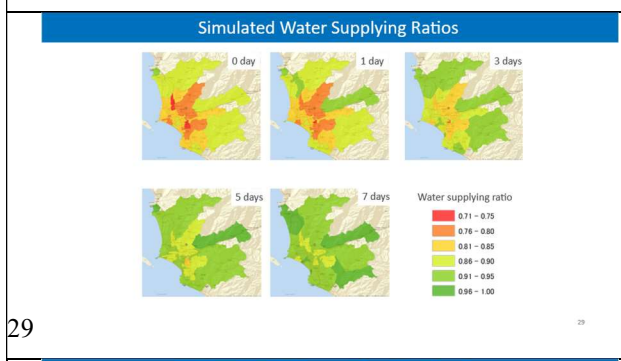 Simulated Water Supplying Ratios
0 day
1 day
3 days
5 days
7 days
Water supplying ratio
0.71 - 0.75
0.76 - 0.80
0.81 - 0.85
0.86 - 0.90
0.91 - 0.95
0.96 - 1.00
29
29